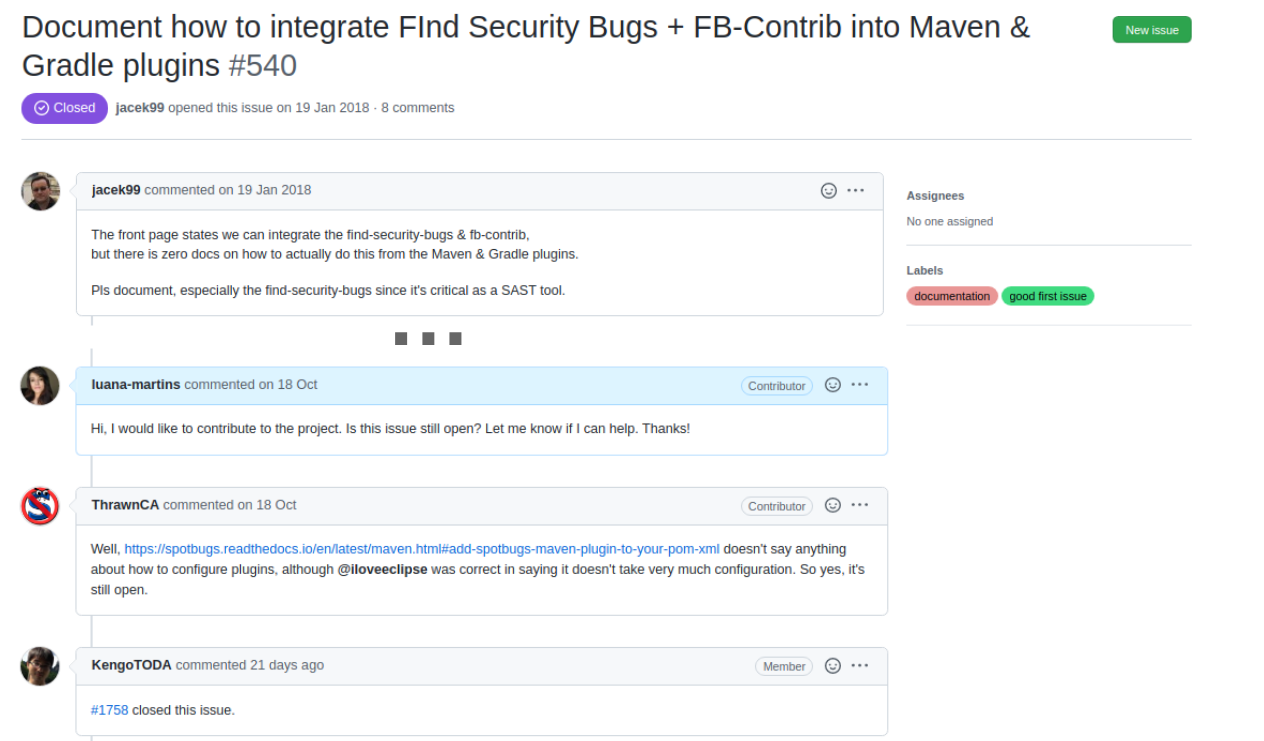 Document how to integrate FInd Security Bugs + FB-Contrib into Maven &
Gradle plugins #540
New issue
Closed
jacek99 opened this issue on 19 Jan 2018 · 8 comments
jacek99 commented on 19 Jan 2018
The front page states we can integrate the find-security-bugs & fb-contrib,
but there is zero docs on how to actually do this from the Maven & Gradle plugins.
Pls document, especially the find-security-bugs since it's critical as a SAST tool.
Assignees
No one assigned
Labels
documentation good first issue
luana-martins commented on 18 Oct
Contributor
Hi, I would like to contribute to the project. Is this issue still open? Let me know if I can help. Thanks!
ThrawnCA commented on 18 Oct
Contributor
Well, https://spotbugs.readthedocs.io/en/latest/maven.html#add-spotbugs-maven-plugin-to-your-pom-xml doesn't say anything
about how to configure plugins, although @iloveeclipse was correct in saying it doesn't take very much configuration. So yes, it's
still open.
KengoTODA commented 21 days ago
Member
#1758 closed this issue.